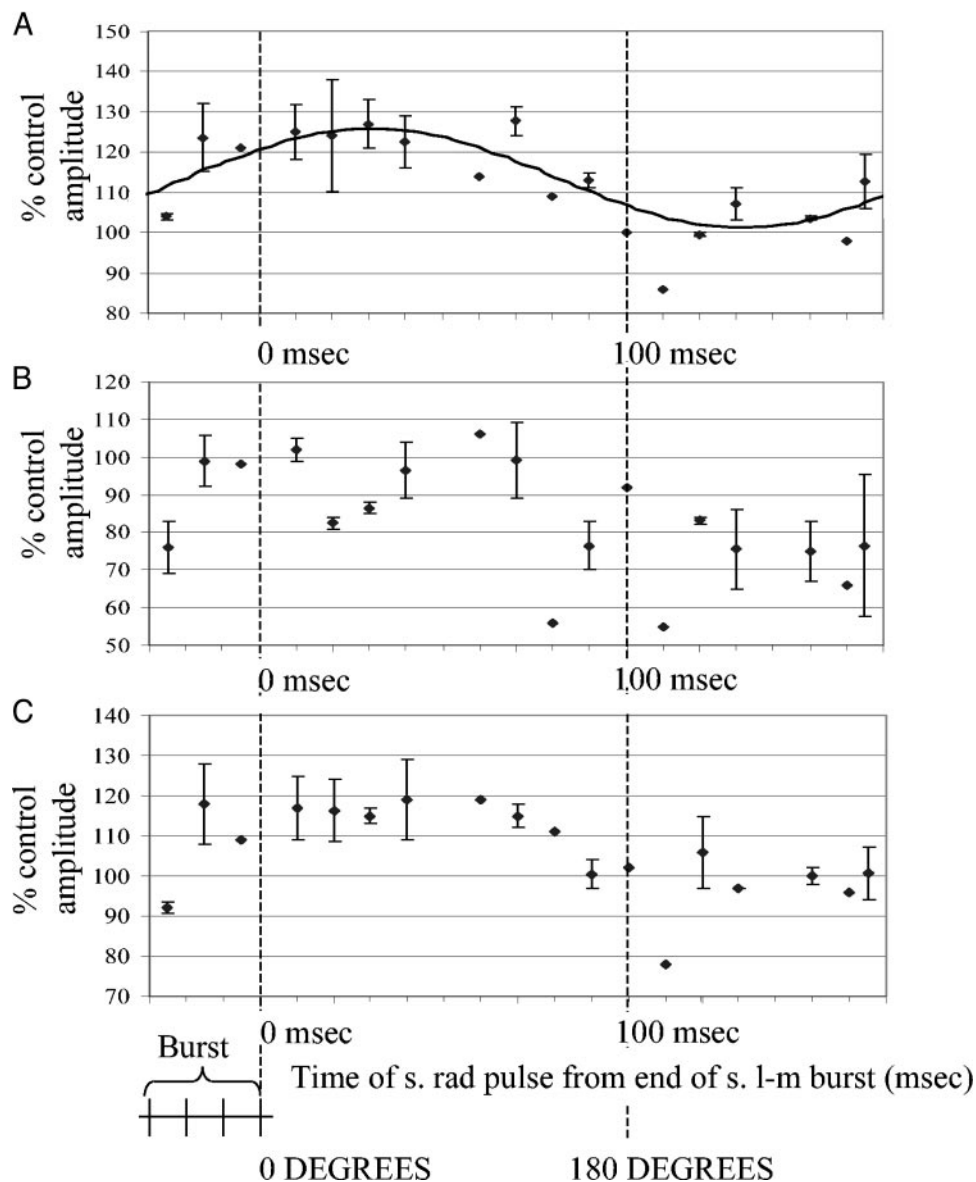 A
% control
amplitude
150
140
130
120
110
100
90
80
0 msec
100 msec
B
% control
amplitude
120
110
100
90
80
70
60
50
0 msec
100 msec
C
% control
amplitude
140
130
120
110
100
90
80
70
0 msec
100 msec
Burst
Time of s. rad pulse from end of s. l-m burst (msec)
0 DEGREES
180 DEGREES